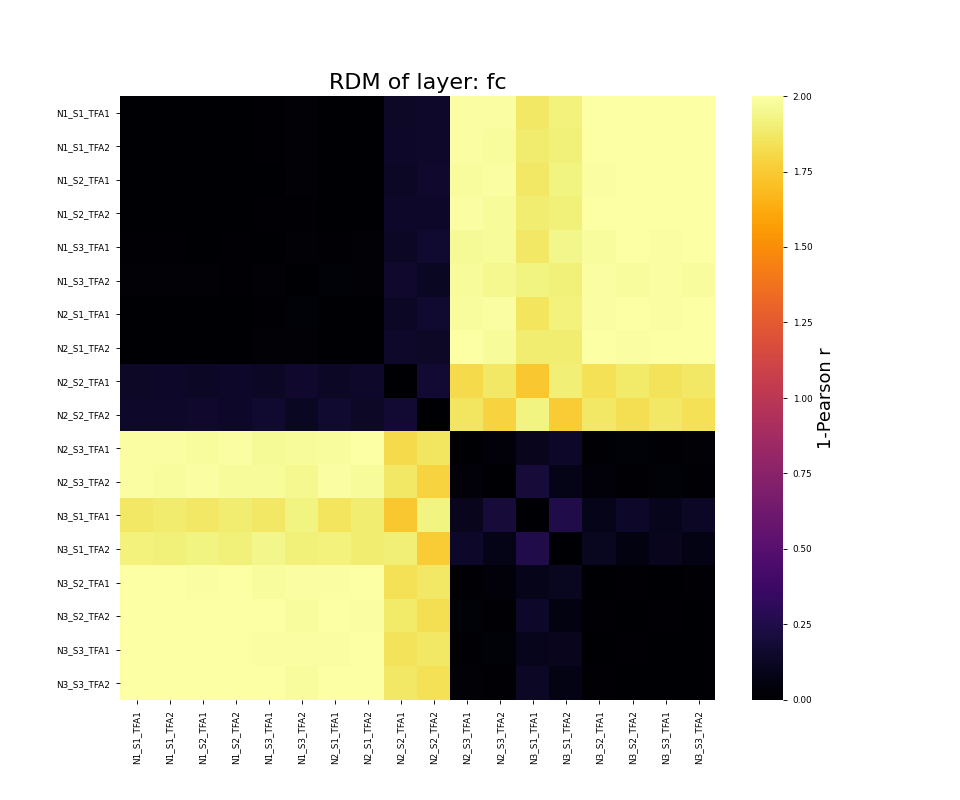 RDM of layer: fc
N1_S1_TFA1
N1_S1_TFA2
N1_S2_TFA1
N1_S2_TFA2
N1_S3_TFA1
N1_S3_TFA2
N2_S1_TFA1
N2_S1_TFA2
N2_S2_TFA1
N2_S2_TFA2
N2_S3_TFA1
N2_S3_TFA2
N3_S1_TFA1
N3_S1_TFA2
N3_S2_TFA1
N3_S2_TFA2
N3_S3_TFA1
N3_S3_TFA2
N1_S1_TFA1
N1_S1_TFA2
N1_S2_TFA1
N1_S2_TFA2
N1_S3_TFA1
N1_S3_TFA2
N2_S1_TFA1
N2_S1_TFA2
N2_S2_TFA1
N2_S2_TFA2
N2_S3_TFA1
N2_S3_TFA2
N3_S1_TFA1
N3_S1_TFA2
N3_S2_TFA1
N3_S2_TFA2
N3_S3_TFA1
N3_S3_TFA2
2.00
1.75
1.50
1.25
1.00
0.75
0.50
0.25
0.00
1-Pearson r